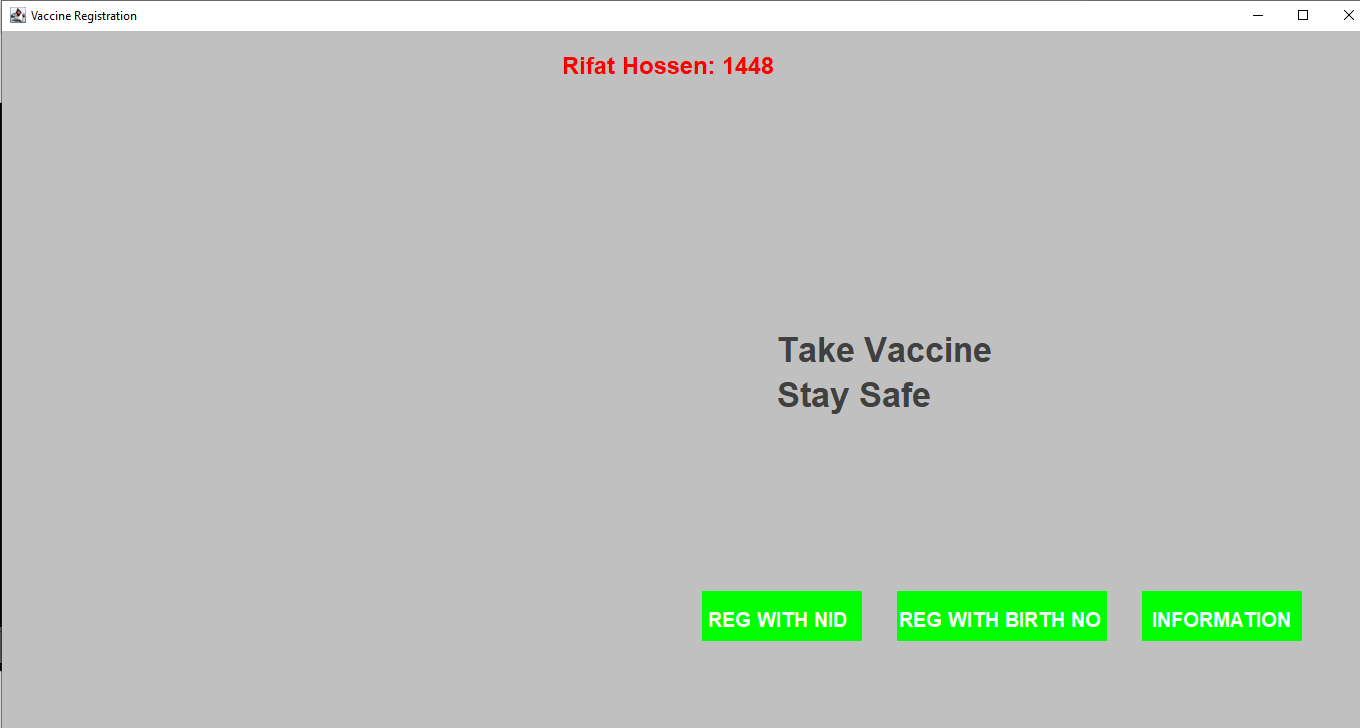 Vaccine Registration
Rifat Hossen: 1448
Take Vaccine
Stay Safe
REG WITH NID
REG WITH BIRTH NO
INFORMATION